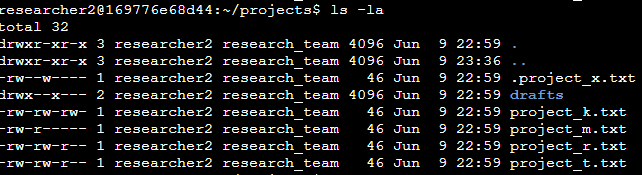 researcher2@169776e68d44:~/projects$ ls -la
total 32
drwxr-xr-x 3 researcher2 research_team 4096 Jun  9 22:59 .
drwxr-xr-x 3 researcher2 research_team 4096 Jun  9 23:36 ..
-rw--w---- 1 researcher2 research_team   46 Jun  9 22:59 .project_x.txt
drwx--x--- 2 researcher2 research_team 4096 Jun  9 22:59 drafts
-rw-rw-rw- 1 researcher2 research_team   46 Jun  9 22:59 project_k.txt
-rw-r----- 1 researcher2 research_team   46 Jun  9 22:59 project_m.txt
-rw-rw-r-- 1 researcher2 research_team   46 Jun  9 22:59 project_r.txt
-rw-rw-r-- 1 researcher2 research_team   46 Jun  9 22:59 project_t.txt